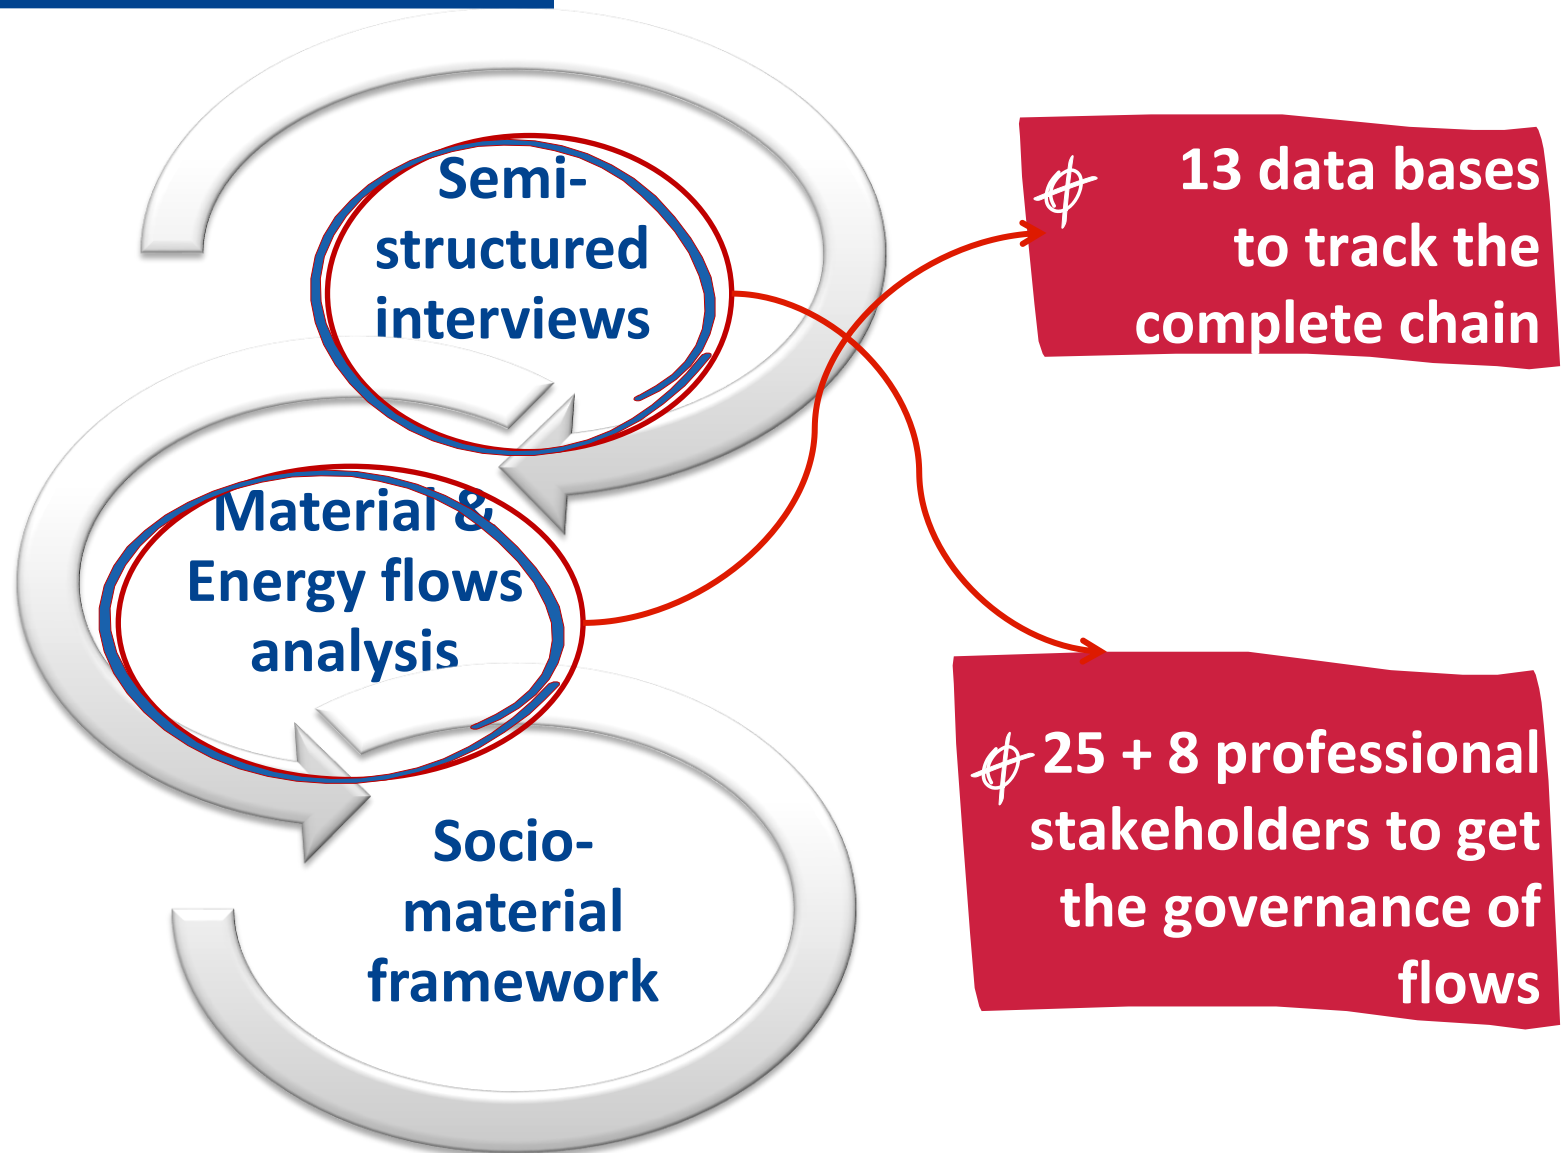 Semi-
structured
interviews
Material &
Energy flows
analysis
Socio-
material
framework
13 data bases
to track the
complete chain
25 + 8 professional
stakeholders to get
the governance of
flows